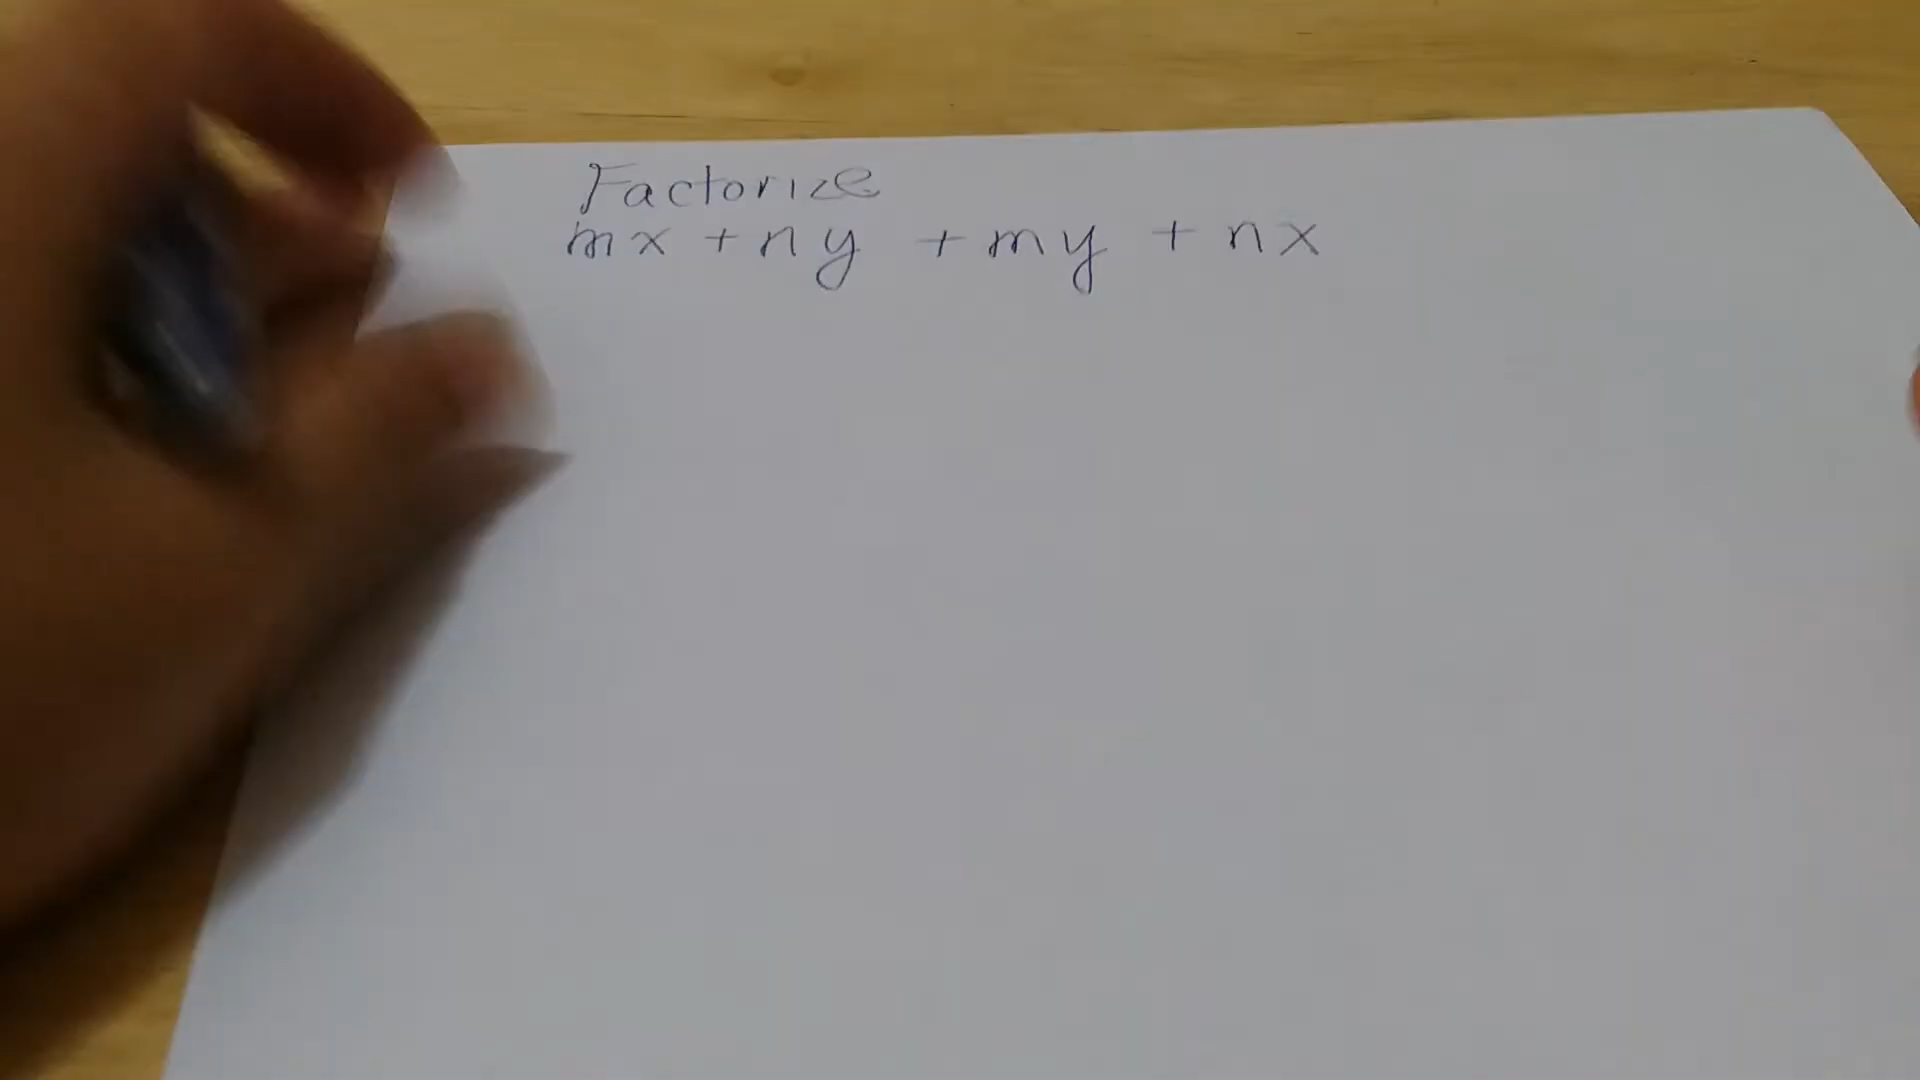 Factorize
mx + ny + my + nx